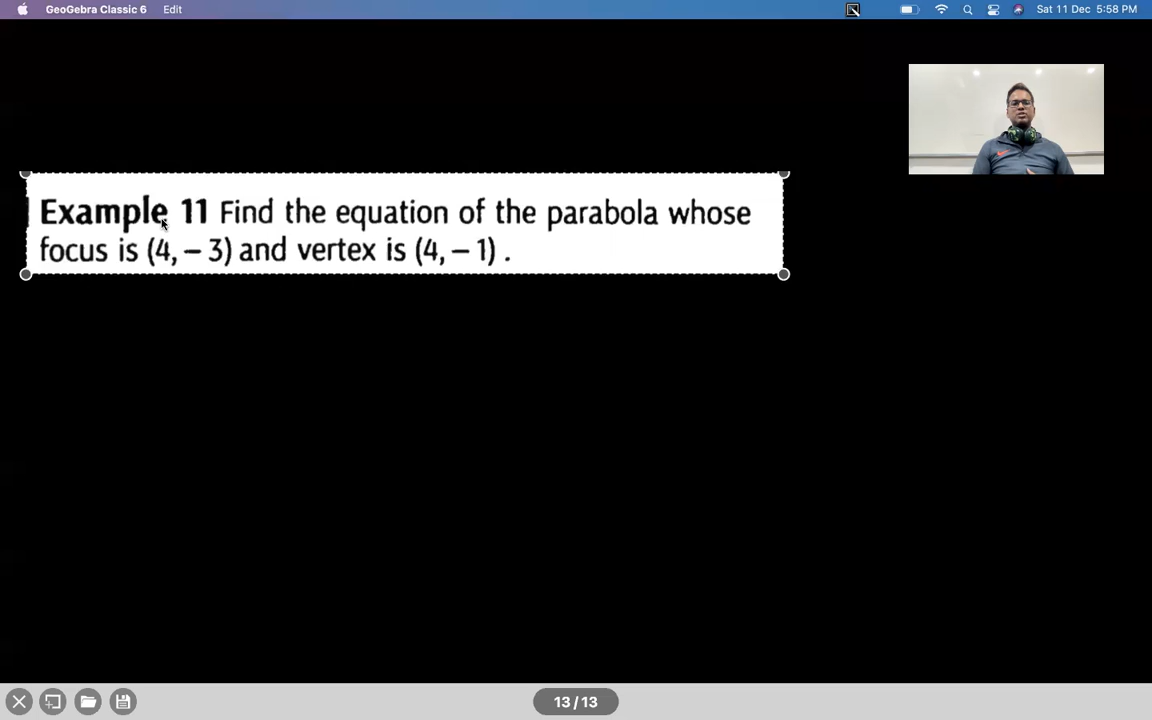 GeoGebra Classic 6 Edit Sat 11 Dec 5:58 PM
Example 11 Find the equation of the parabola whose
focus is (4, – 3) and vertex is (4, – 1) .
13 / 13